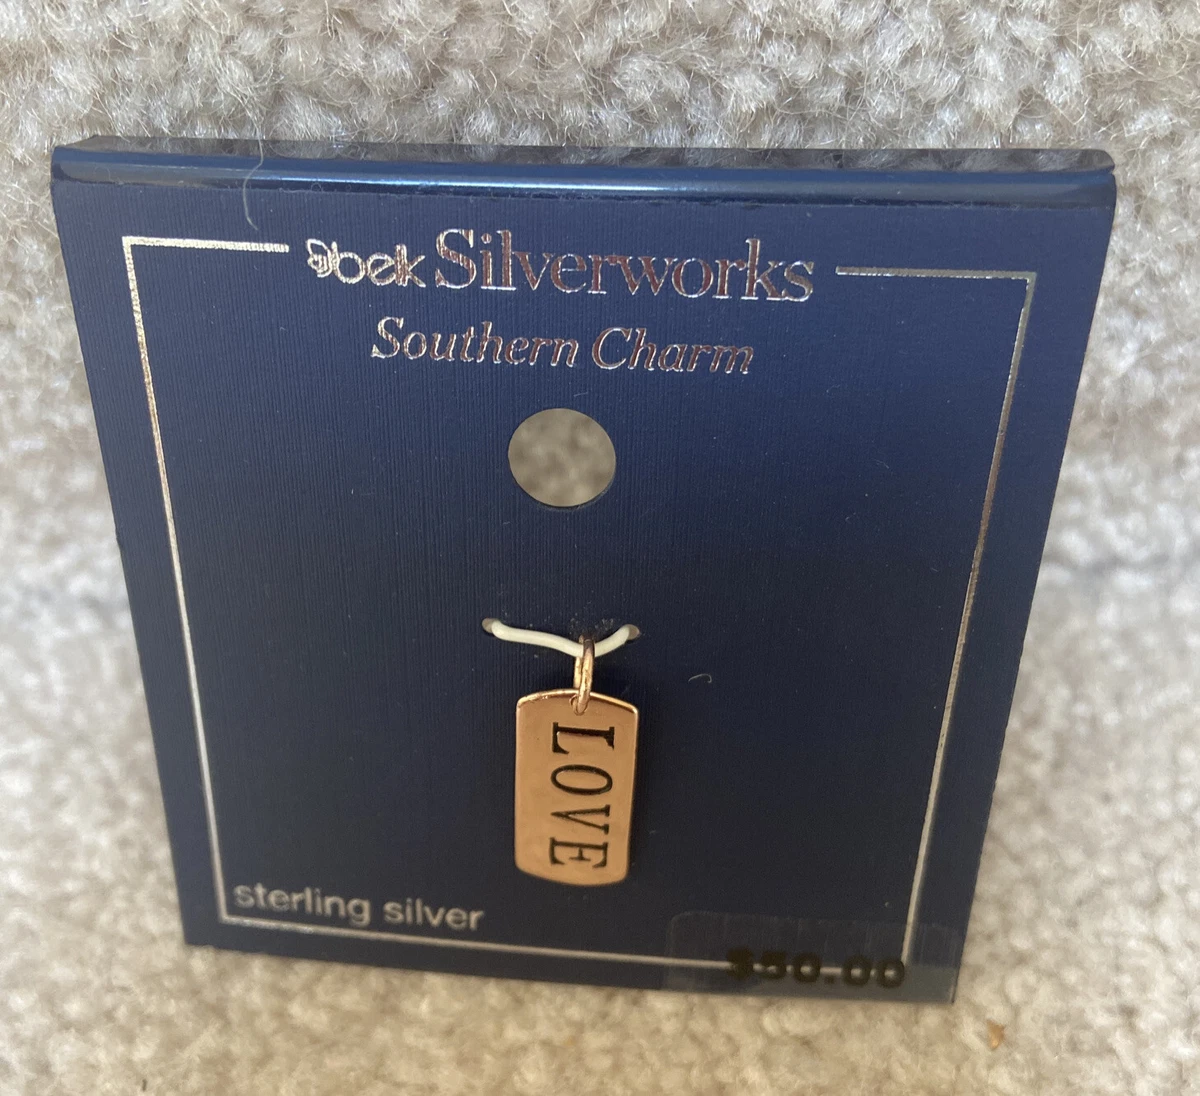 belk Silverworks
Southern Charm
LOVE
sterling silver
$50.00